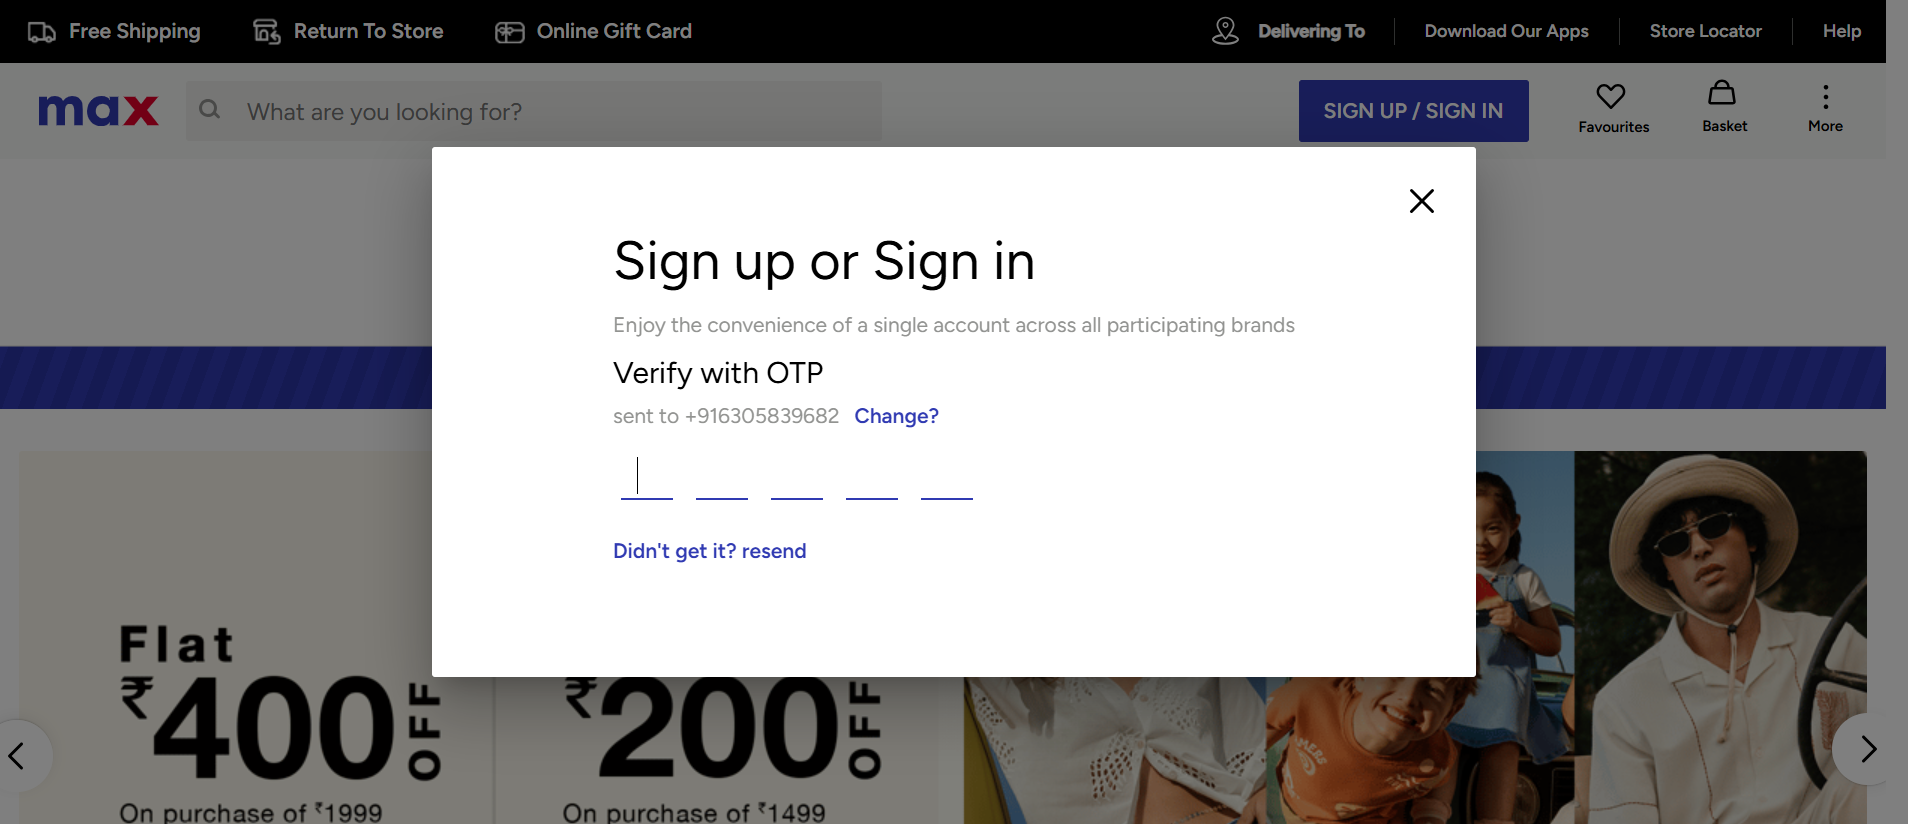 Free Shipping
Return To Store
Online Gift Card
Delivering To
Download Our Apps
Store Locator
Help
max
What are you looking for?
SIGN UP / SIGN IN
Favourites
Basket
More
Sign up or Sign in
Enjoy the convenience of a single account across all participating brands
Verify with OTP
sent to +916305839682 Change?
Didn't get it? resend
Flat
₹400 OFF
On purchase of ₹1999
₹200 OFF
On purchase of ₹1499